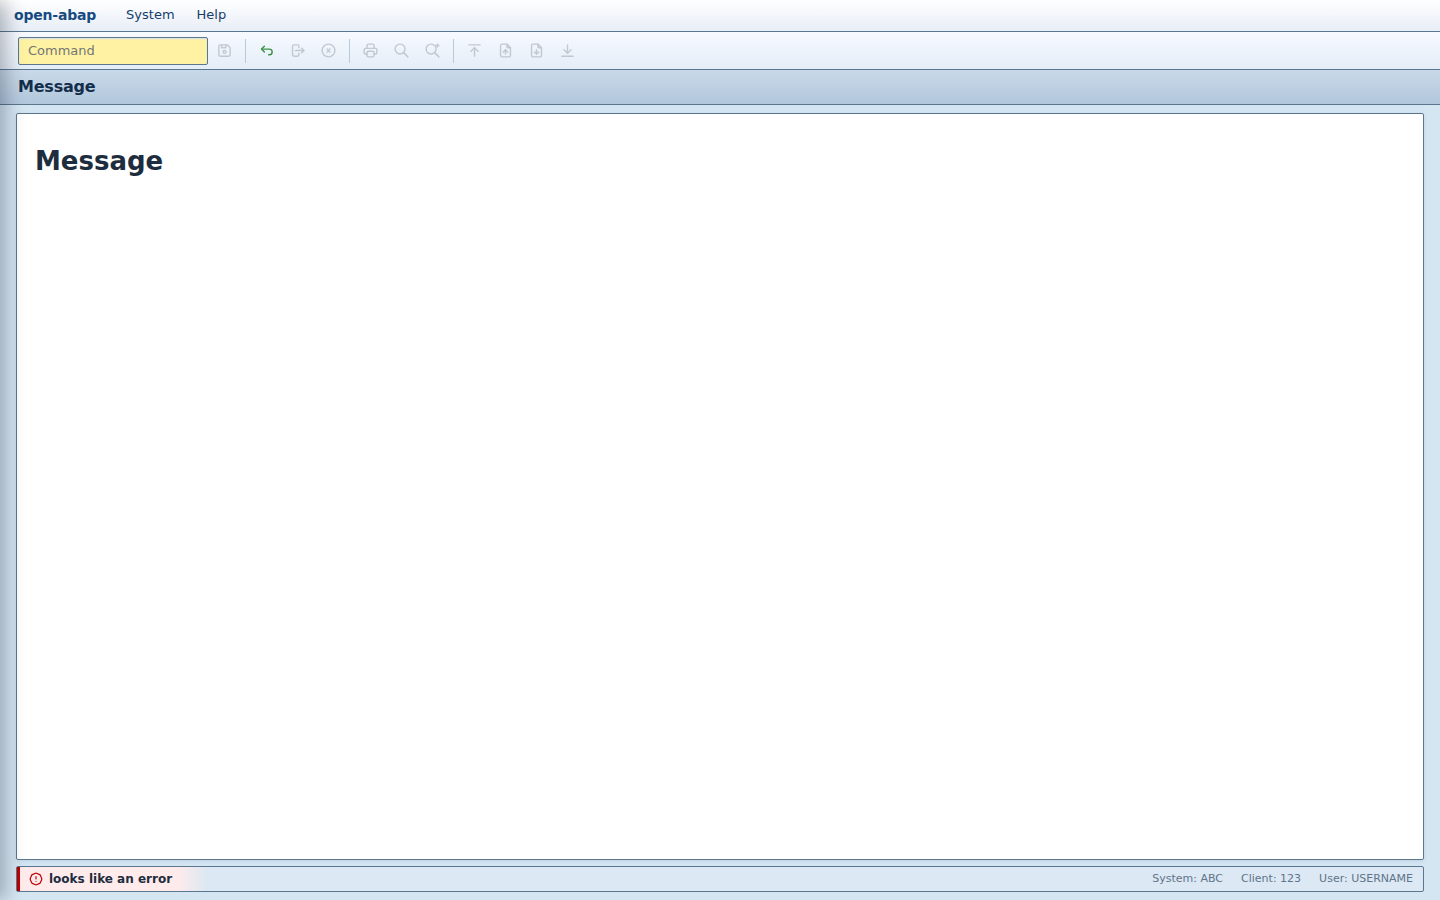 open-abap System Help
Command
Message
Message
looks like an error System: ABC Client: 123 User: USERNAME